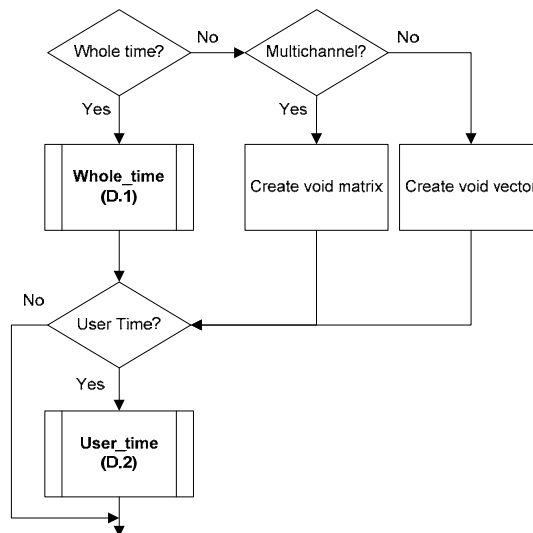 Whole time?
No
Multichannel?
No
Yes
Yes
Whole_time
(D.1)
Create void matrix
Create void vector
No
User Time?
Yes
User_time
(D.2)